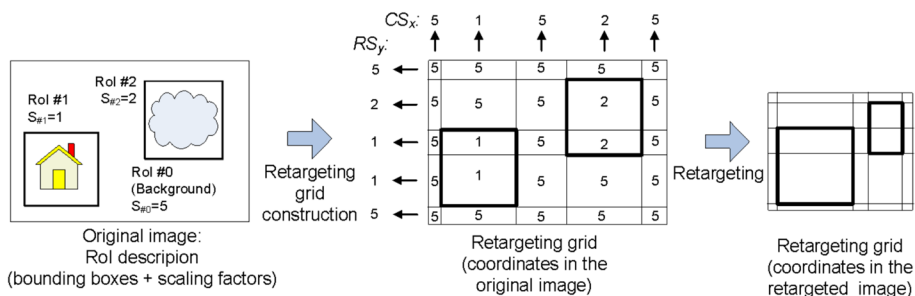 CSx: 5 1 5 2 5
RSy:
RoI #1
S#1=1
RoI #2
S#2=2
RoI #0
(Background)
S#0=5
Original image:
RoI descripion
(bounding boxes + scaling factors)
Retargeting
grid
construction
5 5 5 5 5 5
2 5 5 5 2 5
1 5 1 5 2 5
1 5 1 5 5 5
5 5 5 5 5 5
Retargeting grid
(coordinates in the
original image)
Retargeting
Retargeting grid
(coordinates in the
retargeted image)